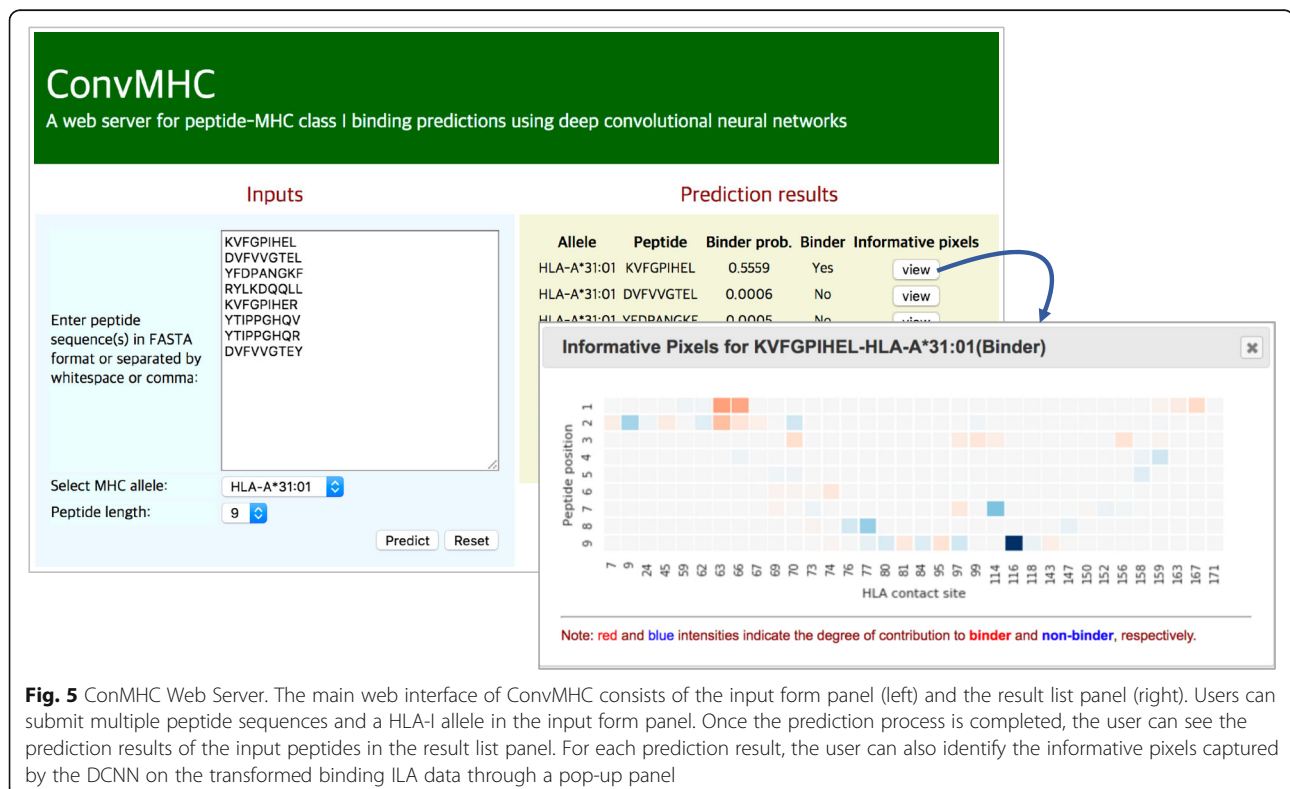 ConvMHC
A web server for peptide-MHC class I binding predictions using deep convolutional neural networks
Inputs
Enter peptide
sequence(s) in FASTA
format or separated by
whitespace or comma:
KVFGPIHEL
DVFVVGTEL
YFDPANGKF
RYLKDQQLL
KVFGPIHER
YTIPPGHQV
YTIPPGHQR
DVFVVGTEY
Select MHC allele: HLA-A*31:01
Peptide length: 9
Predict Reset
Prediction results
Allele Peptide Binder prob. Binder Informative pixels
HLA-A*31:01 KVFGPIHEL 0.5559 Yes view
HLA-A*31:01 DVFVVGTEL 0.0006 No view
HLA-A*31:01 YFDPANGKF 0.0005 No view
Informative Pixels for KVFGPIHEL-HLA-A*31:01(Binder)
Peptide position
1
2
3
4
5
6
7
8
9
7 9 24 45 59 62 63 66 67 69 70 73 74 76 77 80 81 84 95 97 99 114 116 118 143 147 150 152 156 158 159 163 167 171
HLA contact site
Note: red and blue intensities indicate the degree of contribution to binder and non-binder, respectively.
Fig. 5 ConMHC Web Server. The main web interface of ConvMHC consists of the input form panel (left) and the result list panel (right). Users can
submit multiple peptide sequences and a HLA-I allele in the input form panel. Once the prediction process is completed, the user can see the
prediction results of the input peptides in the result list panel. For each prediction result, the user can also identify the informative pixels captured
by the DCNN on the transformed binding ILA data through a pop-up panel